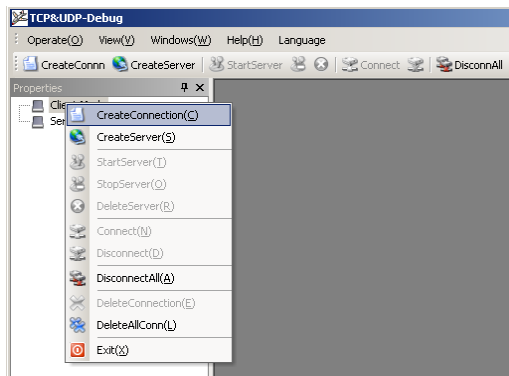 TCP&UDP-Debug
Operate(O) View(V) Windows(W) Help(H) Language
CreateConnn CreateServer StartServer Connect DisconnAll
Properties
CreateConnection(C)
CreateServer(S)
StartServer(T)
StopServer(O)
DeleteServer(R)
Connect(N)
Disconnect(D)
DisconnectAll(A)
DeleteConnection(E)
DeleteAllConn(L)
Exit(X)